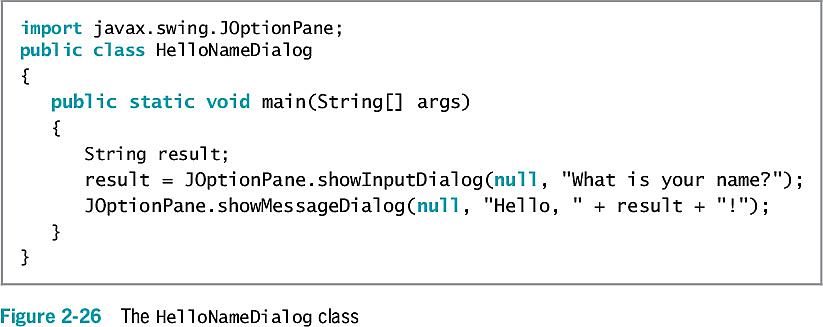 import javax.swing.JOptionPane;
public class HelloNameDialog
{
public static void main(String[] args)
{
String result;
result = JOptionPane.showInputDialog(null, "What is your name?");
JOptionPane.showMessageDialog(null, "Hello, " + result + "!");
}
}
Figure 2-26 The HelloNameDialog class